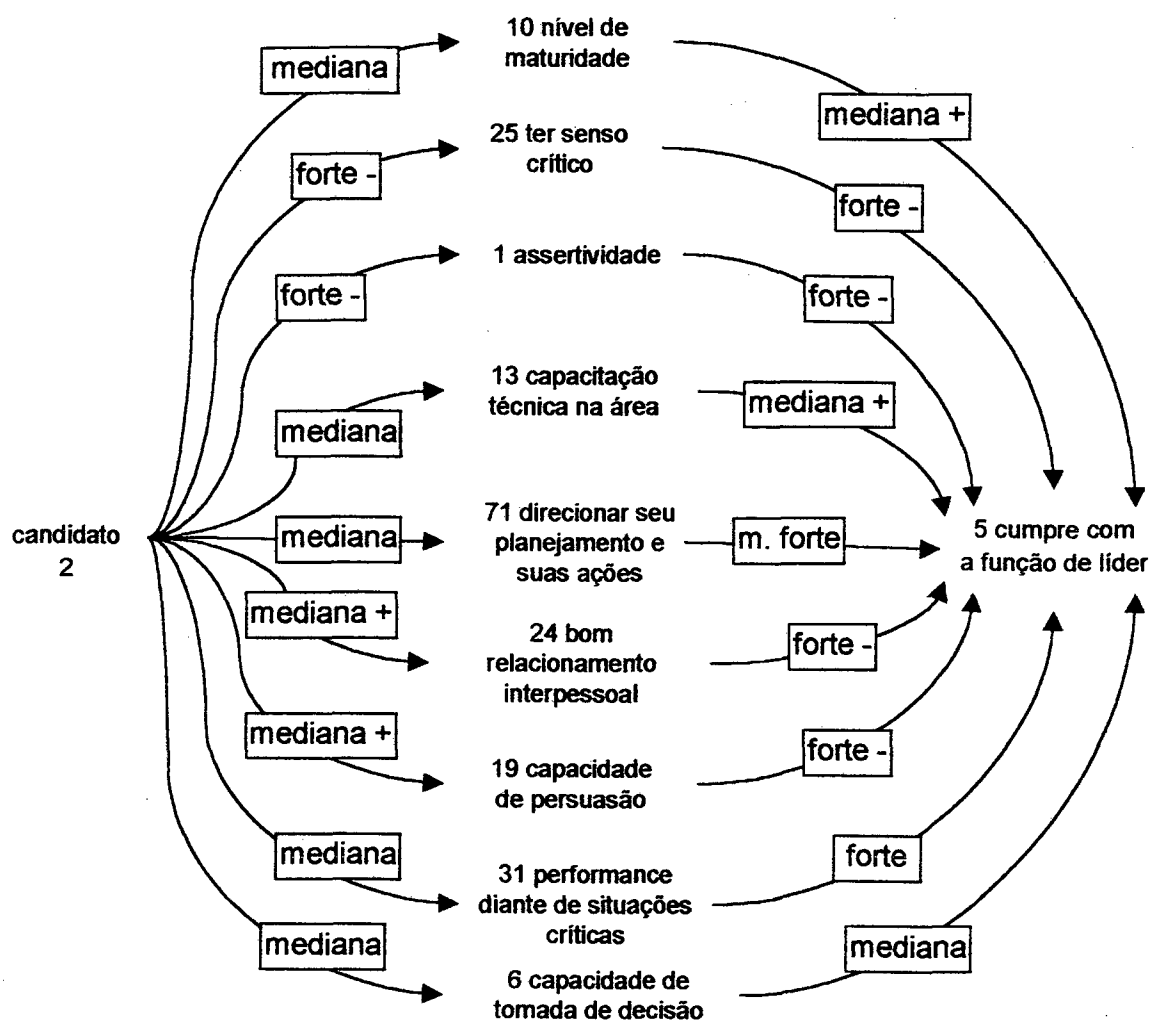 10 nível de
maturidade
mediana
mediana +
25 ter senso
crítico
forte -
forte -
1 assertividade
forte -
forte -
13 capacitação
técnica na área
mediana
mediana +
candidato
2
mediana
71 direcionar seu
planejamento e
suas ações
m. forte
5 cumpre com
a função de líder
mediana +
24 bom
relacionamento
interpessoal
forte -
mediana +
19 capacidade
de persuasão
forte -
mediana
31 performance
diante de situações
críticas
forte
mediana
6 capacidade de
tomada de decisão
mediana